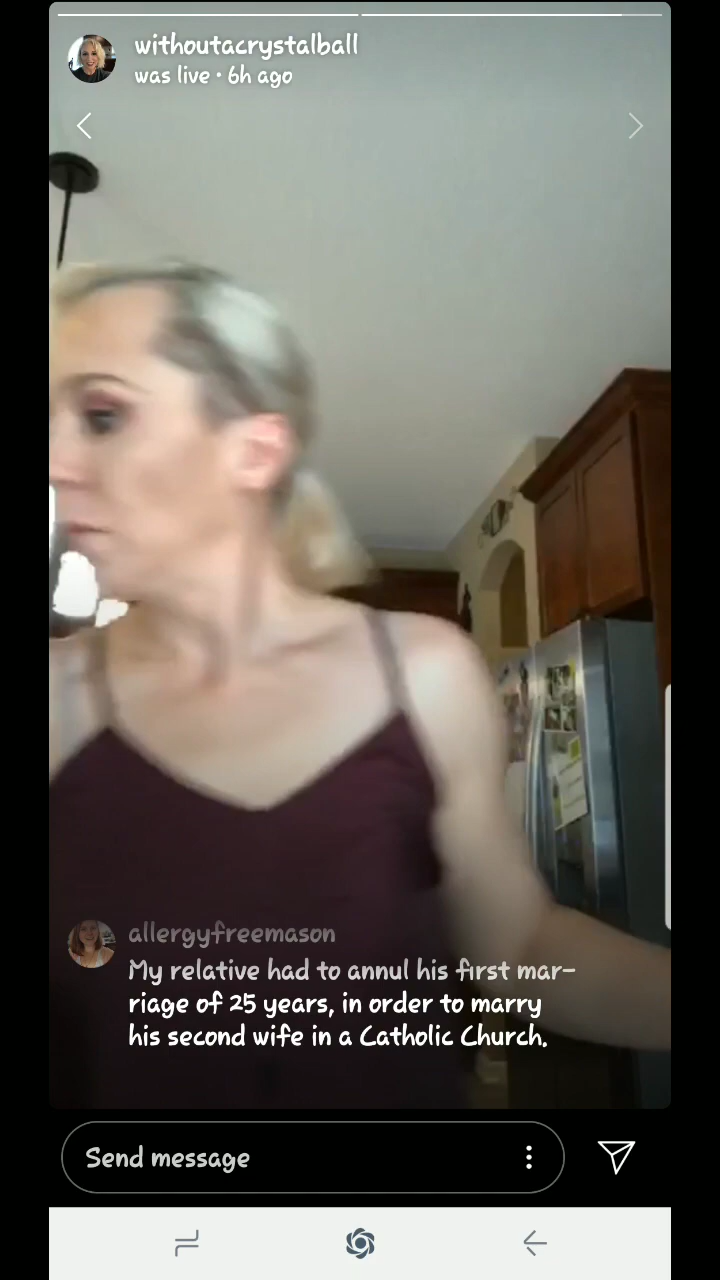 withoutacrystalball
was live • 6h ago
allergyfreemason
My relative had to annul his first mar-
riage of 25 years, in order to marry
his second wife in a Catholic Church.
Send message